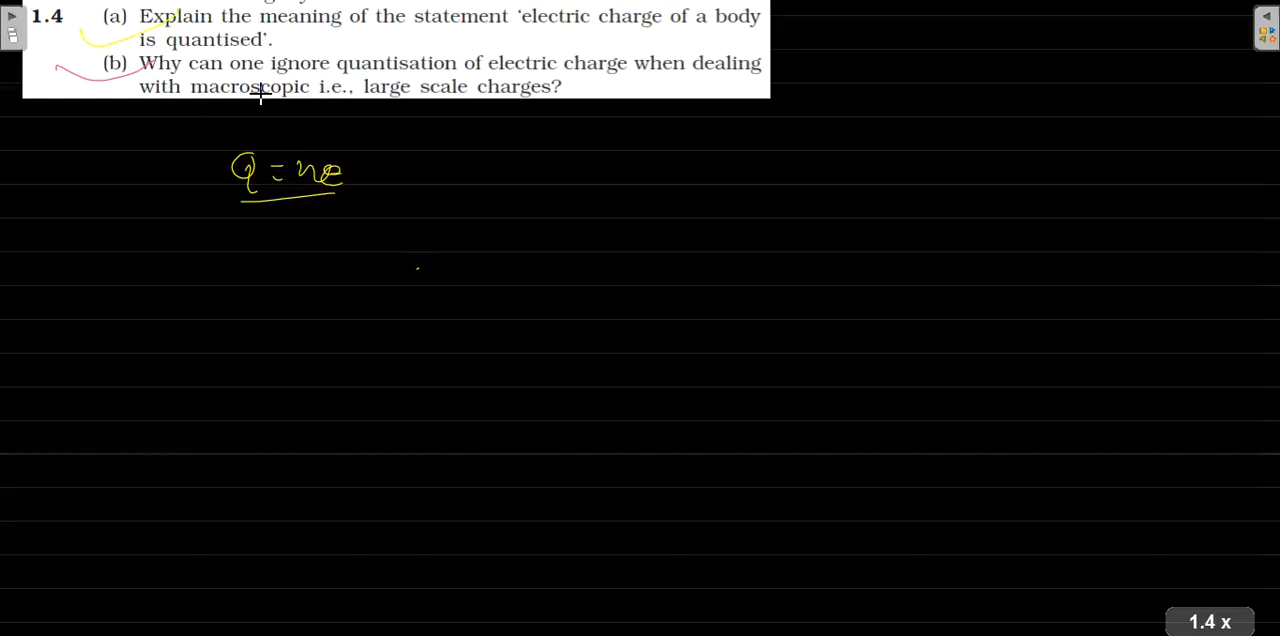 1.4 (a) Explain the meaning of the statement ‘electric charge of a body
is quantised’.
(b) Why can one ignore quantisation of electric charge when dealing
with macroscopic i.e., large scale charges?
Q = ne
1.4 x